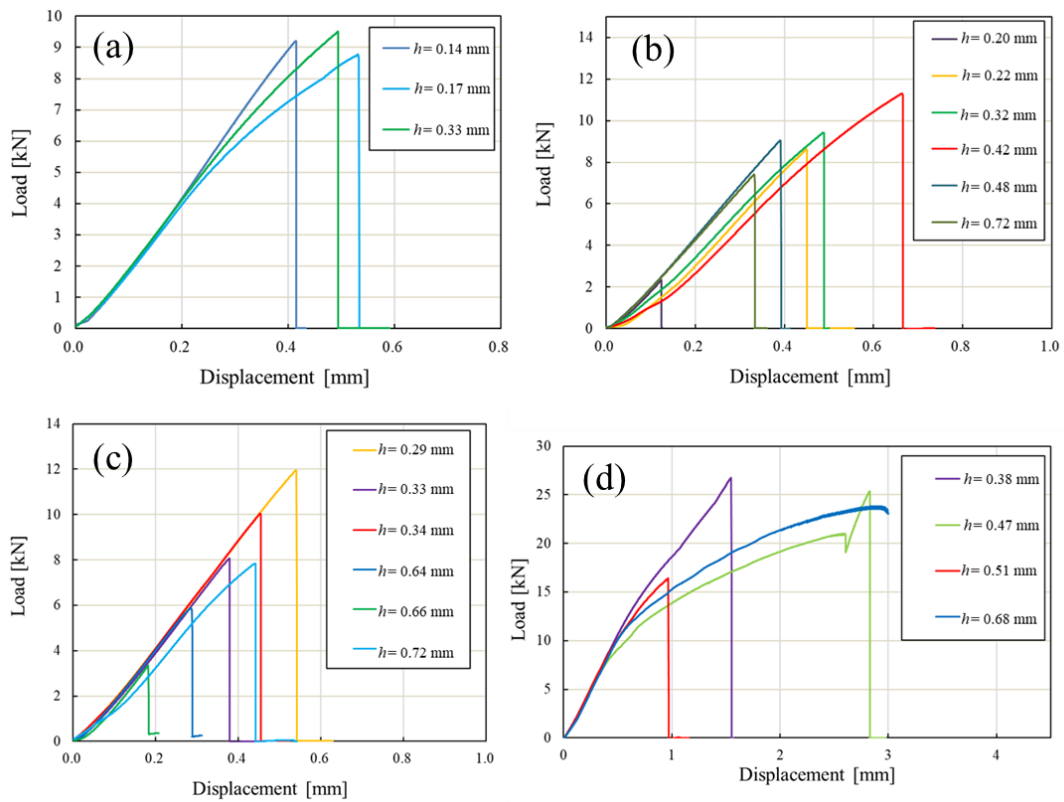 (a)
h= 0.14 mm
h= 0.17 mm
h= 0.33 mm
10
9
8
7
6
5
4
3
2
1
0
0.0 0.2 0.4 0.6 0.8
Load [kN]
Displacement [mm]
(b)
h= 0.20 mm
h= 0.22 mm
h= 0.32 mm
h= 0.42 mm
h= 0.48 mm
h= 0.72 mm
14
12
10
8
6
4
2
0
0.0 0.2 0.4 0.6 0.8 1.0
Load [kN]
Displacement [mm]
(c)
h= 0.29 mm
h= 0.33 mm
h= 0.34 mm
h= 0.64 mm
h= 0.66 mm
h= 0.72 mm
14
12
10
8
6
4
2
0
0.0 0.2 0.4 0.6 0.8 1.0
Load [kN]
Displacement [mm]
(d)
h= 0.38 mm
h= 0.47 mm
h= 0.51 mm
h= 0.68 mm
30
25
20
15
10
5
0
0 1 2 3 4
Load [kN]
Displacement [mm]